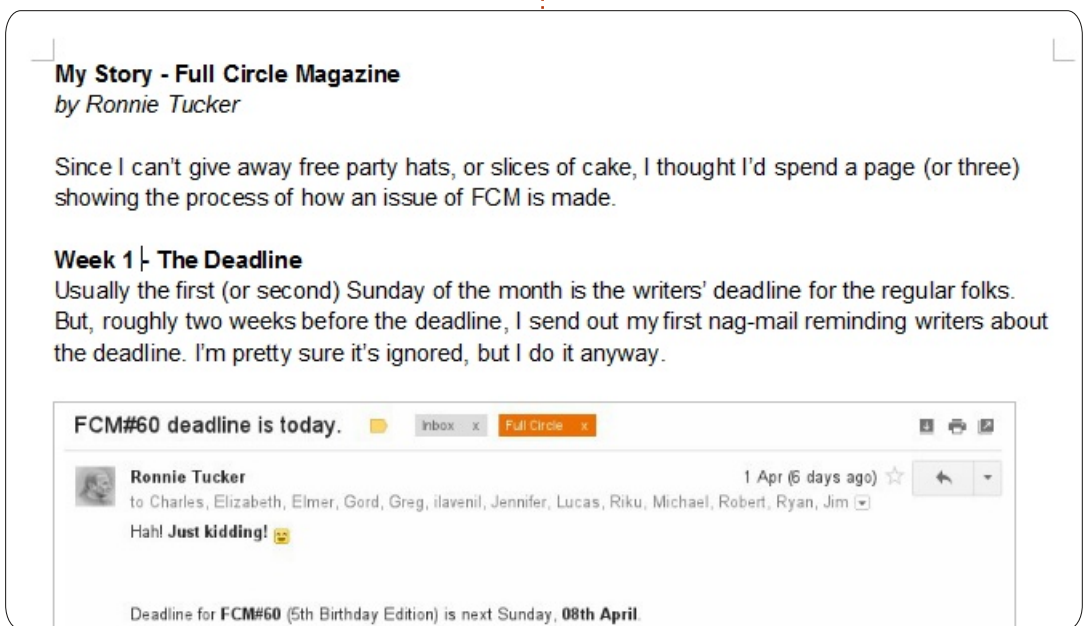 My Story - Full Circle Magazine
by Ronnie Tucker
Since I can't give away free party hats, or slices of cake, I thought I'd spend a page (or three)
showing the process of how an issue of FCM is made.
Week 1 - The Deadline
Usually the first (or second) Sunday of the month is the writers' deadline for the regular folks.
But, roughly two weeks before the deadline, I send out my first nag-mail reminding writers about
the deadline. I'm pretty sure it's ignored, but I do it anyway.
FCM#60 deadline is today. Inbox x Full Circle x
Ronnie Tucker 1 Apr (6 days ago)
to Charles, Elizabeth, Elmer, Gord, Greg, ilavenil, Jennifer, Lucas, Riku, Michael, Robert, Ryan, Jim
Hah! Just kidding!
Deadline for FCM#60 (5th Birthday Edition) is next Sunday, 08th April.